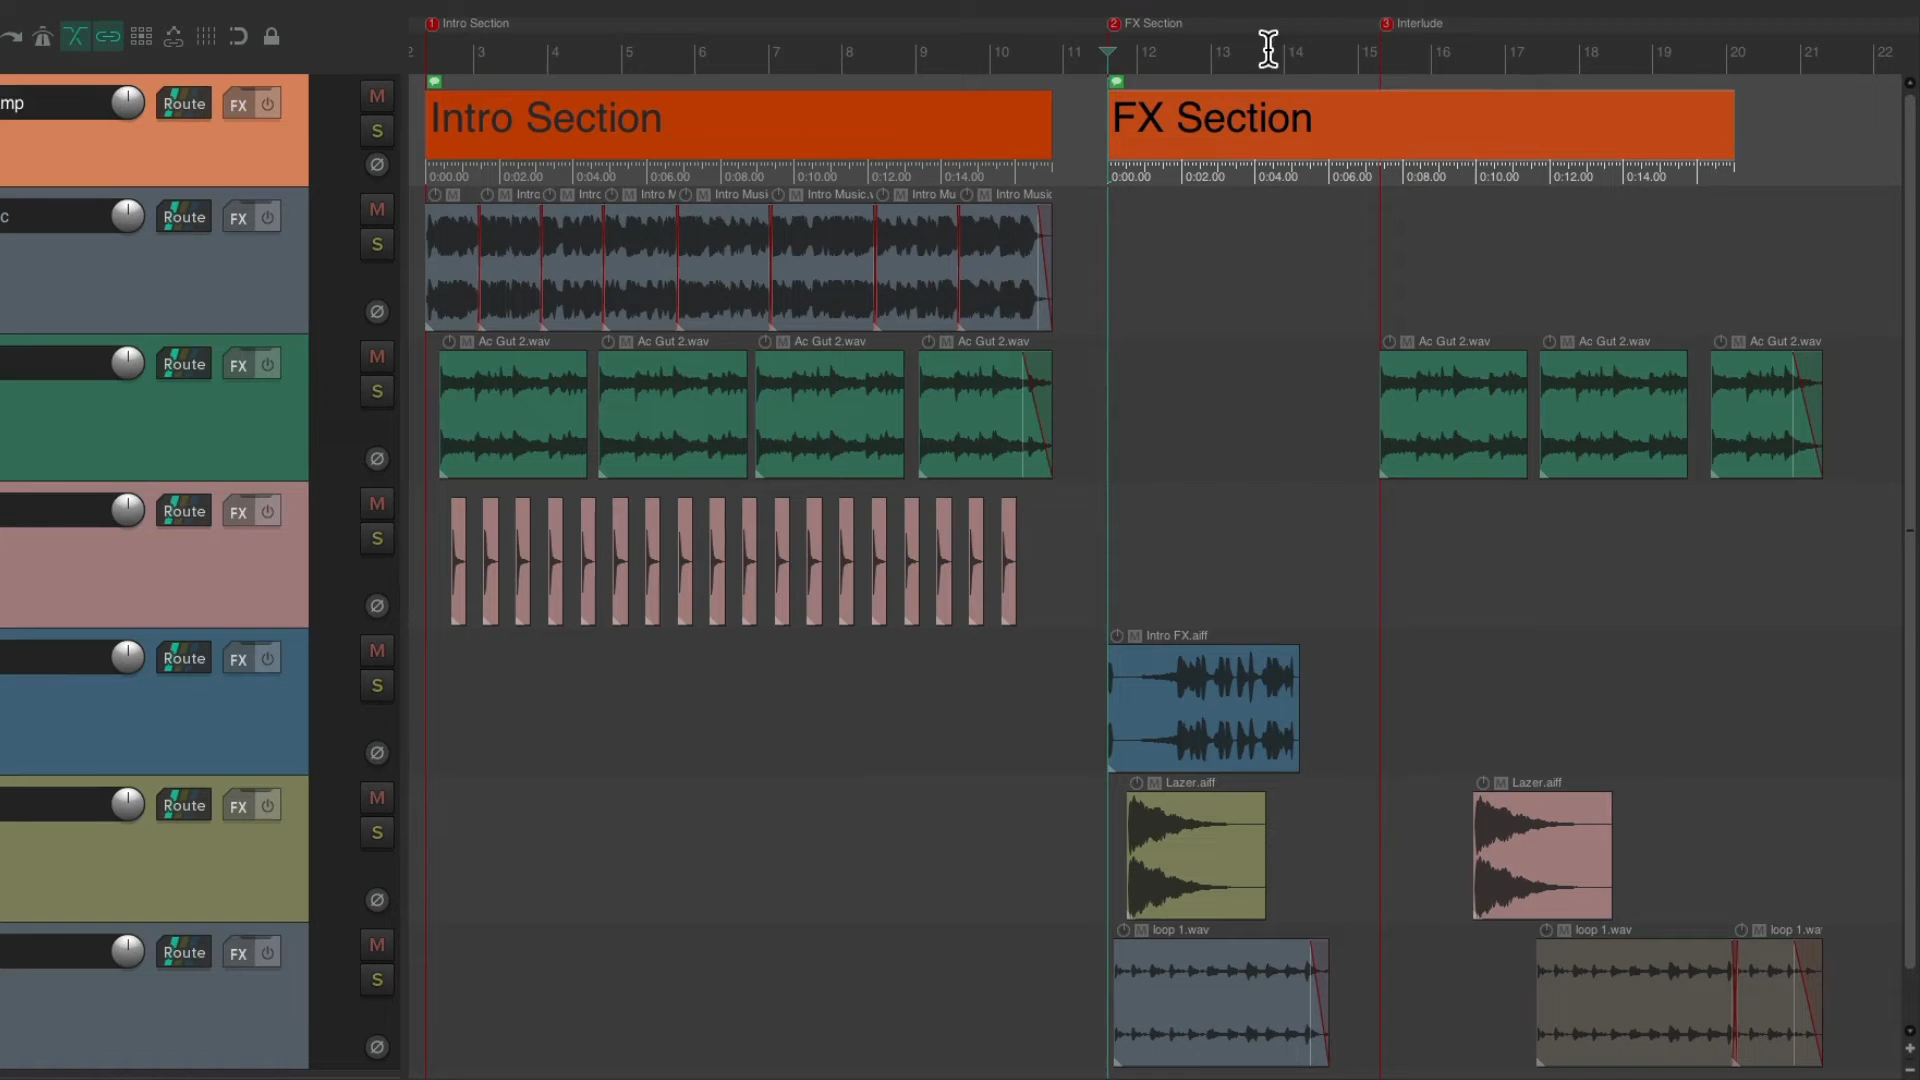 1 Intro Section 2 FX Section 3 Interlude
2 3 4 5 6 7 8 9 10 11 12 13 14 15 16 17 18 19 20 21 22
mp Route FX M
S
Intro Section FX Section
0:00.00 0:02.00 0:04.00 0:06.00 0:08.00 0:10.00 0:12.00 0:14.00 0:00.00 0:02.00 0:04.00 0:06.00 0:08.00 0:10.00 0:12.00 0:14.00
M M Intro M Intro M Intro M M Intro Musi M Intro Music.w M Intro Mu M Intro Music
c Route FX M
S
M Ac Gut 2.wav M Ac Gut 2.wav M Ac Gut 2.wav M Ac Gut 2.wav M Ac Gut 2.wav M Ac Gut 2.wav M Ac Gut 2.wav
Route FX M
S
Route FX M
S
M Intro FX.aiff
Route FX M
S
M Lazer.aiff M Lazer.aiff
Route FX M
S
M loop 1.wav M loop 1.wav M loop 1.wa
Route FX M
S